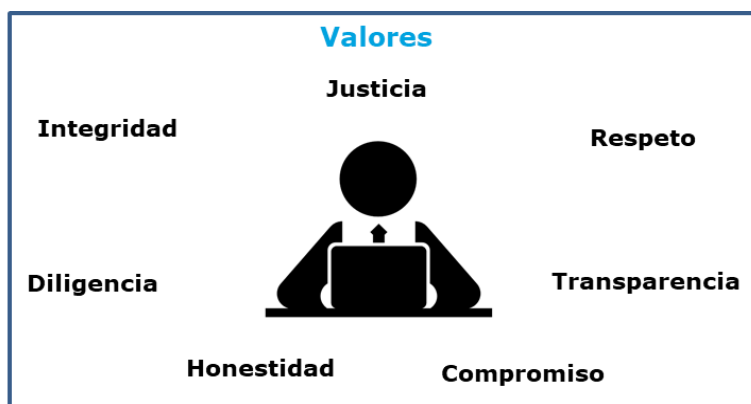 Valores
Justicia
Integridad
Respeto
Diligencia
Transparencia
Honestidad
Compromiso